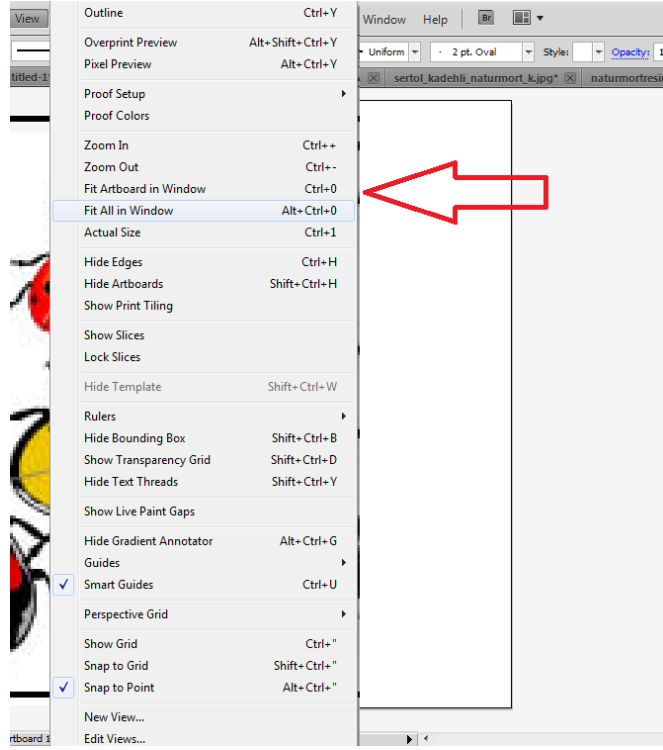 View
Window Help Br
Uniform 2 pt. Oval Style: Opacity: 1
titled-1*
sertol_kadehli_naturmort_k.jpg* naturmortresi
Outline Ctrl+Y
Overprint Preview Alt+Shift+Ctrl+Y
Pixel Preview Alt+Ctrl+Y
Proof Setup
Proof Colors
Zoom In Ctrl++
Zoom Out Ctrl+-
Fit Artboard in Window Ctrl+0
Fit All in Window Alt+Ctrl+0
Actual Size Ctrl+1
Hide Edges Ctrl+H
Hide Artboards Shift+Ctrl+H
Show Print Tiling
Show Slices
Lock Slices
Hide Template Shift+Ctrl+W
Rulers
Hide Bounding Box Shift+Ctrl+B
Show Transparency Grid Shift+Ctrl+D
Hide Text Threads Shift+Ctrl+Y
Show Live Paint Gaps
Hide Gradient Annotator Alt+Ctrl+G
Guides
Smart Guides Ctrl+U
Perspective Grid
Show Grid Ctrl+"
Snap to Grid Shift+Ctrl+"
Snap to Point Alt+Ctrl+"
New View...
Edit Views...
rtboard 1